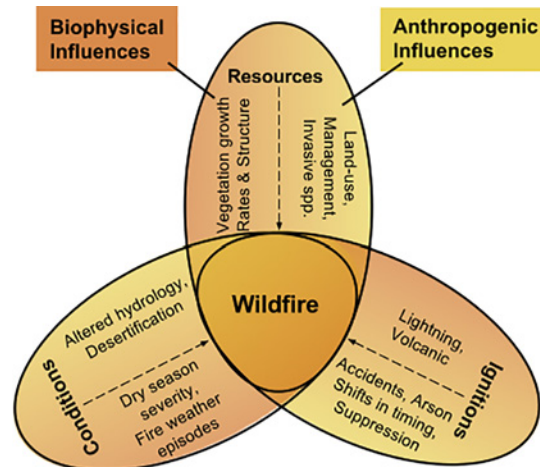 Biophysical
Influences
Anthropogenic
Influences
Resources
Vegetation growth
Rates & Structure
Land-use,
Management,
Invasive spp.
Wildfire
Altered hydrology,
Desertification
Conditions
Dry season
severity,
Fire weather
episodes
Lightning,
Volcanic
Ignitions
Accidents, Arson
Shifts in timing,
Suppression